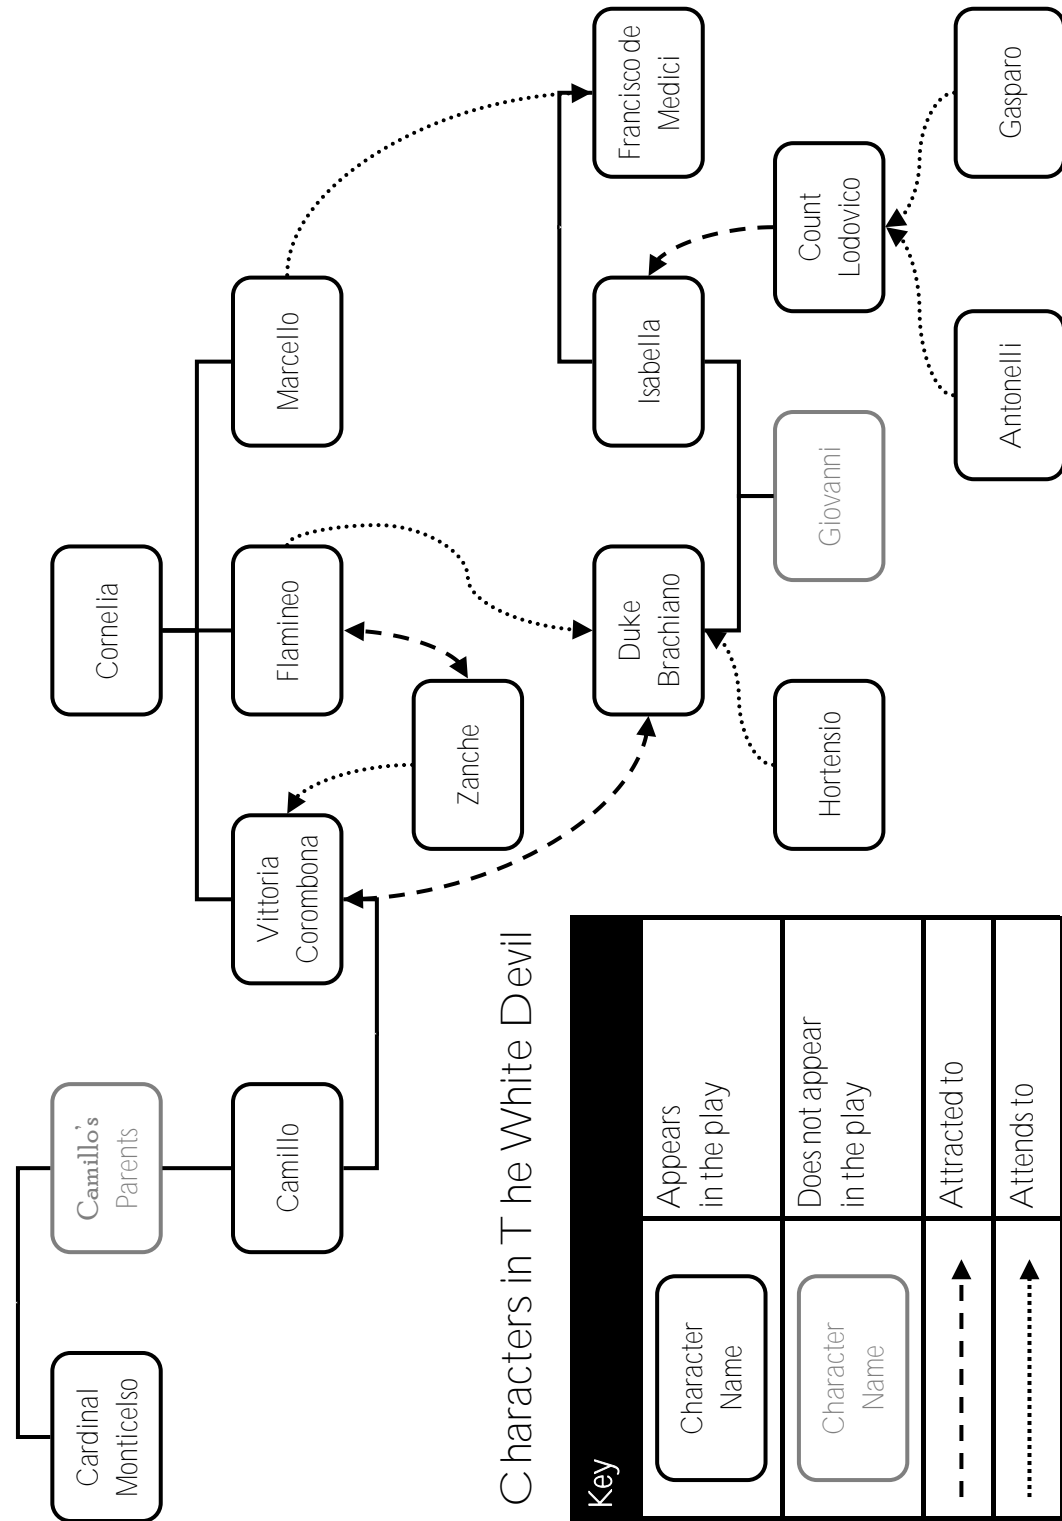 Cardinal
Monticelso
Camillo's
Parents
Cornelia
Camillo
Vittoria
Corombona
Flamineo
Marcello
Zanche
Characters in The White Devil
Duke
Brachiano
Isabella
Francisco de
Medici
Hortensio
Giovanni
Count
Lodovico
Antonelli
Gasparo
Key
Character
Name
Appears
in the play
Character
Name
Does not appear
in the play
Attracted to
Attends to